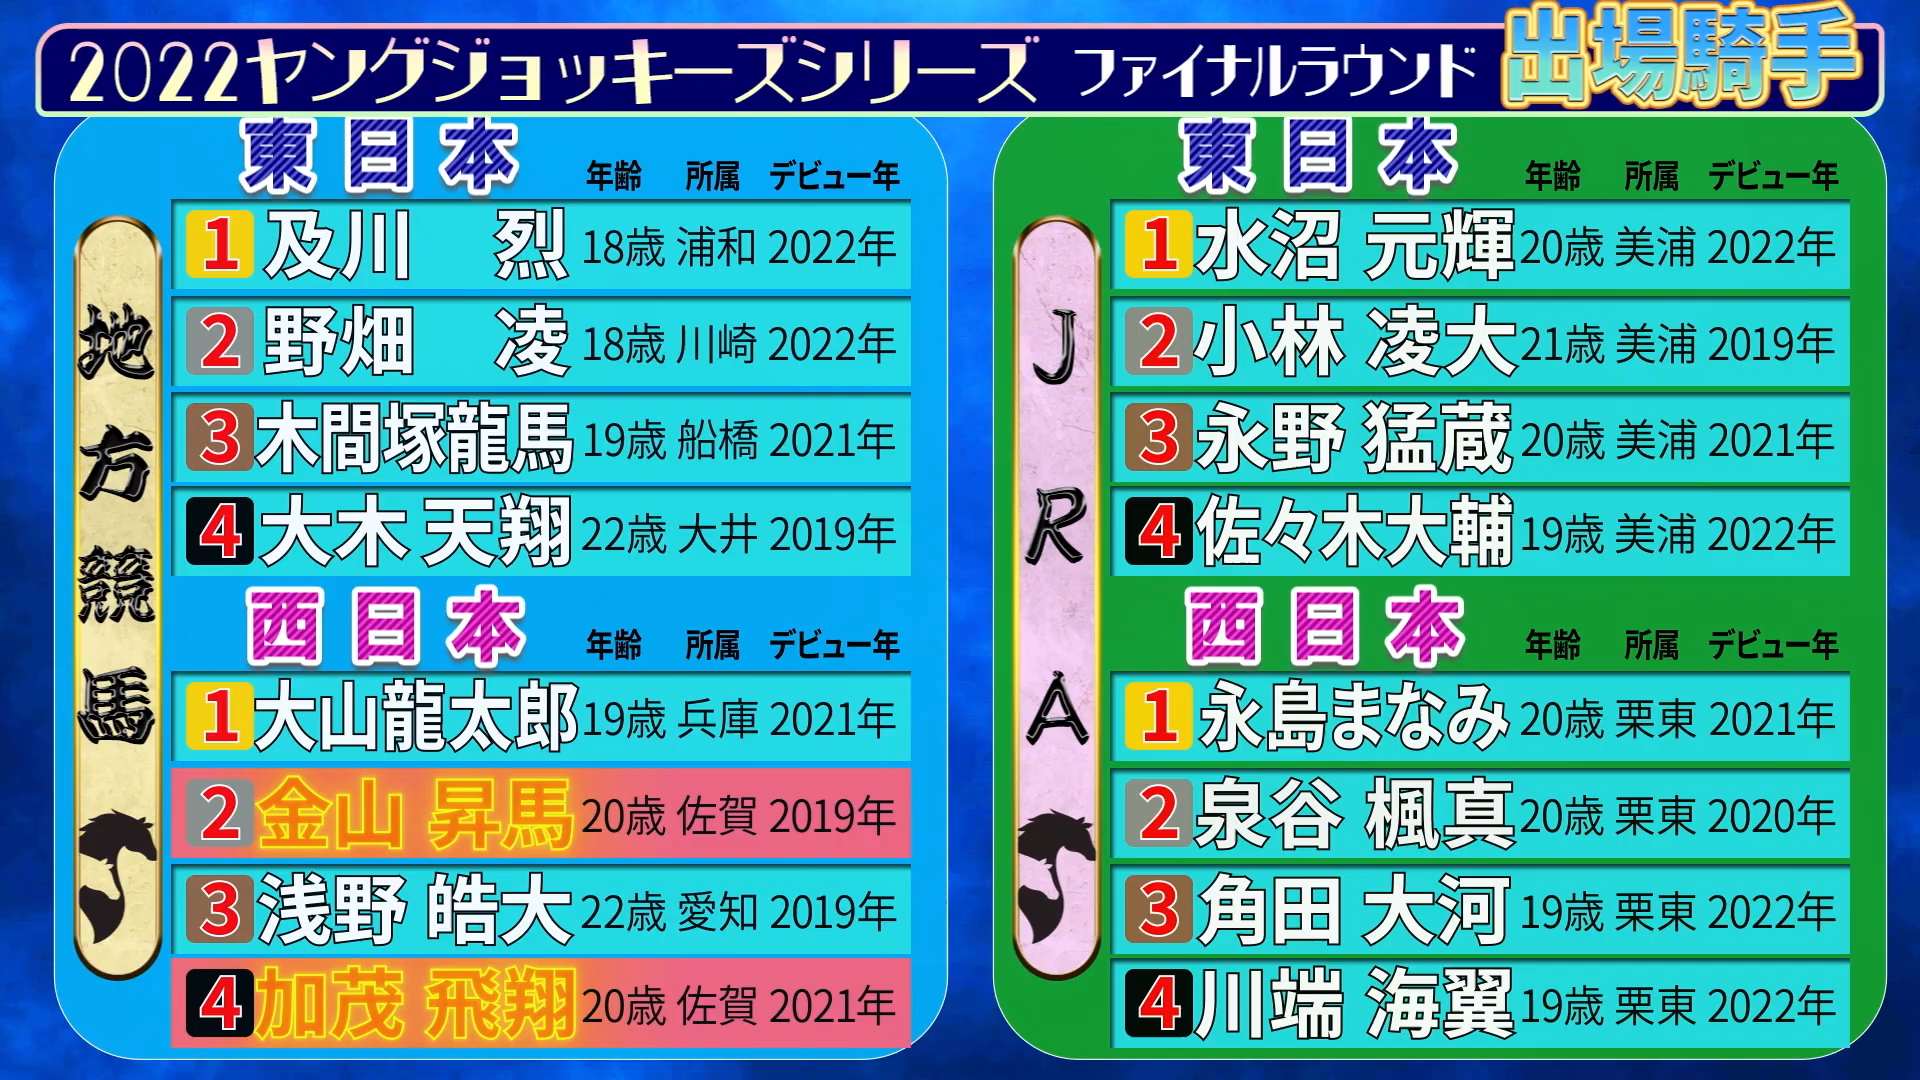 2022ヤングジョッキーズシリーズ ファイナルラウンド 出場騎手
地方競馬
東日本 年齢 所属 デビュー年
1 及川 烈 18歳 浦和 2022年
2 野畑 凌 18歳 川崎 2022年
3 木間塚龍馬 19歳 船橋 2021年
4 大木 天翔 22歳 大井 2019年
西日本 年齢 所属 デビュー年
1 大山龍太郎 19歳 兵庫 2021年
2 金山 昇馬 20歳 佐賀 2019年
3 浅野 皓大 22歳 愛知 2019年
4 加茂 飛翔 20歳 佐賀 2021年
JRA
東日本 年齢 所属 デビュー年
1 水沼 元輝 20歳 美浦 2022年
2 小林 凌大 21歳 美浦 2019年
3 永野 猛蔵 20歳 美浦 2021年
4 佐々木大輔 19歳 美浦 2022年
西日本 年齢 所属 デビュー年
1 永島まなみ 20歳 栗東 2021年
2 泉谷 楓真 20歳 栗東 2020年
3 角田 大河 19歳 栗東 2022年
4 川端 海翼 19歳 栗東 2022年